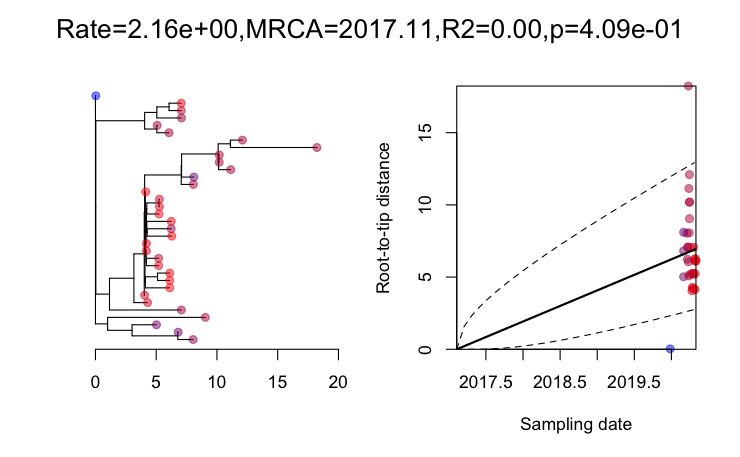 Rate=2.16e+00,MRCA=2017.11,R2=0.00,p=4.09e-01
0 5 10 15 20
Root-to-tip distance
15
10
5
0
2017.5 2018.5 2019.5
Sampling date